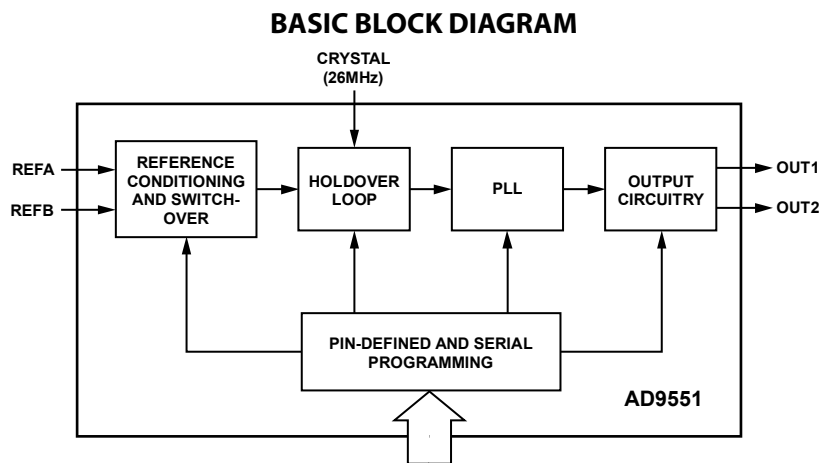 BASIC BLOCK DIAGRAM
CRYSTAL
(26MHz)
REFA
REFB
REFERENCE
CONDITIONING
AND SWITCH-
OVER
HOLDOVER
LOOP
PLL
OUTPUT
CIRCUITRY
OUT1
OUT2
PIN-DEFINED AND SERIAL
PROGRAMMING
AD9551